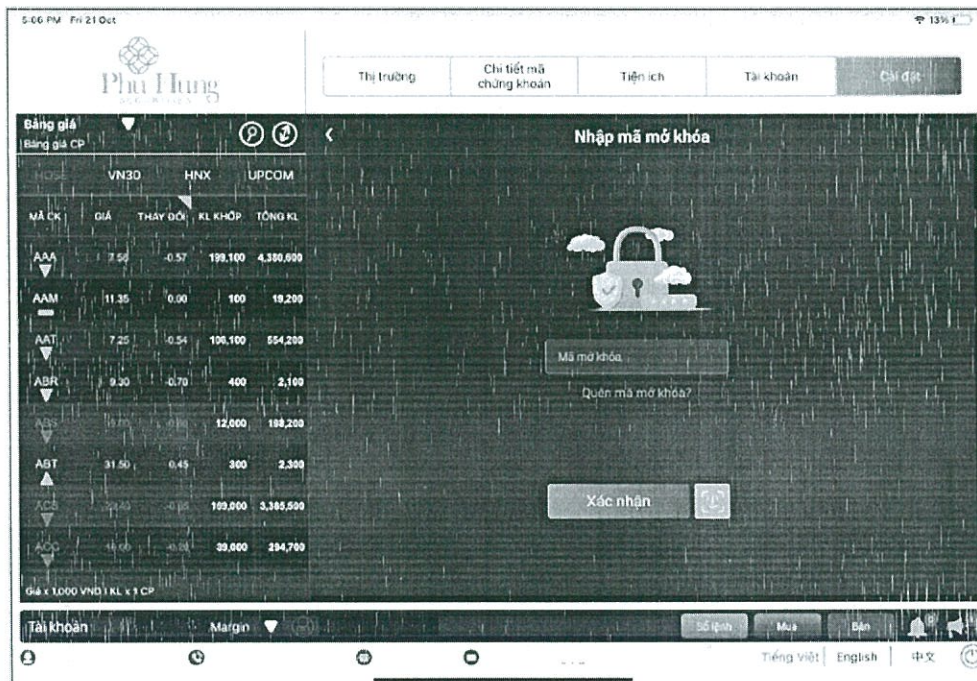 5:06 PM Fri 21 Oct
13%
Phu Hung
SECURITIES
Thị trường
Chi tiết mã chứng khoán
Tiện ích
Tài khoản
Cài đặt
Bảng giá
Bảng giá CP
HOSE VN30 HNX UPCOM
MÃ CK GIÁ THAY ĐỔI KL KHỚP TỔNG KL
AAA 7.56 -0.57 199,100 4,380,600
AAM 11.35 0.00 100 19,200
AAT 7.25 -0.54 106,100 554,200
ABR 9.30 -0.70 400 2,100
ABS 12,000 198,200
ABT 31.50 0.45 300 2,300
ACB 169,000 3,385,500
ACC 39,000 294,700
Giá x 1,000 VND | KL x 1 CP
Nhập mã mở khóa
Mã mở khóa
Quên mã mở khóa?
Xác nhận
Tài khoản Margin
Sổ lệnh Mua Bán
Tiếng Việt English 中文